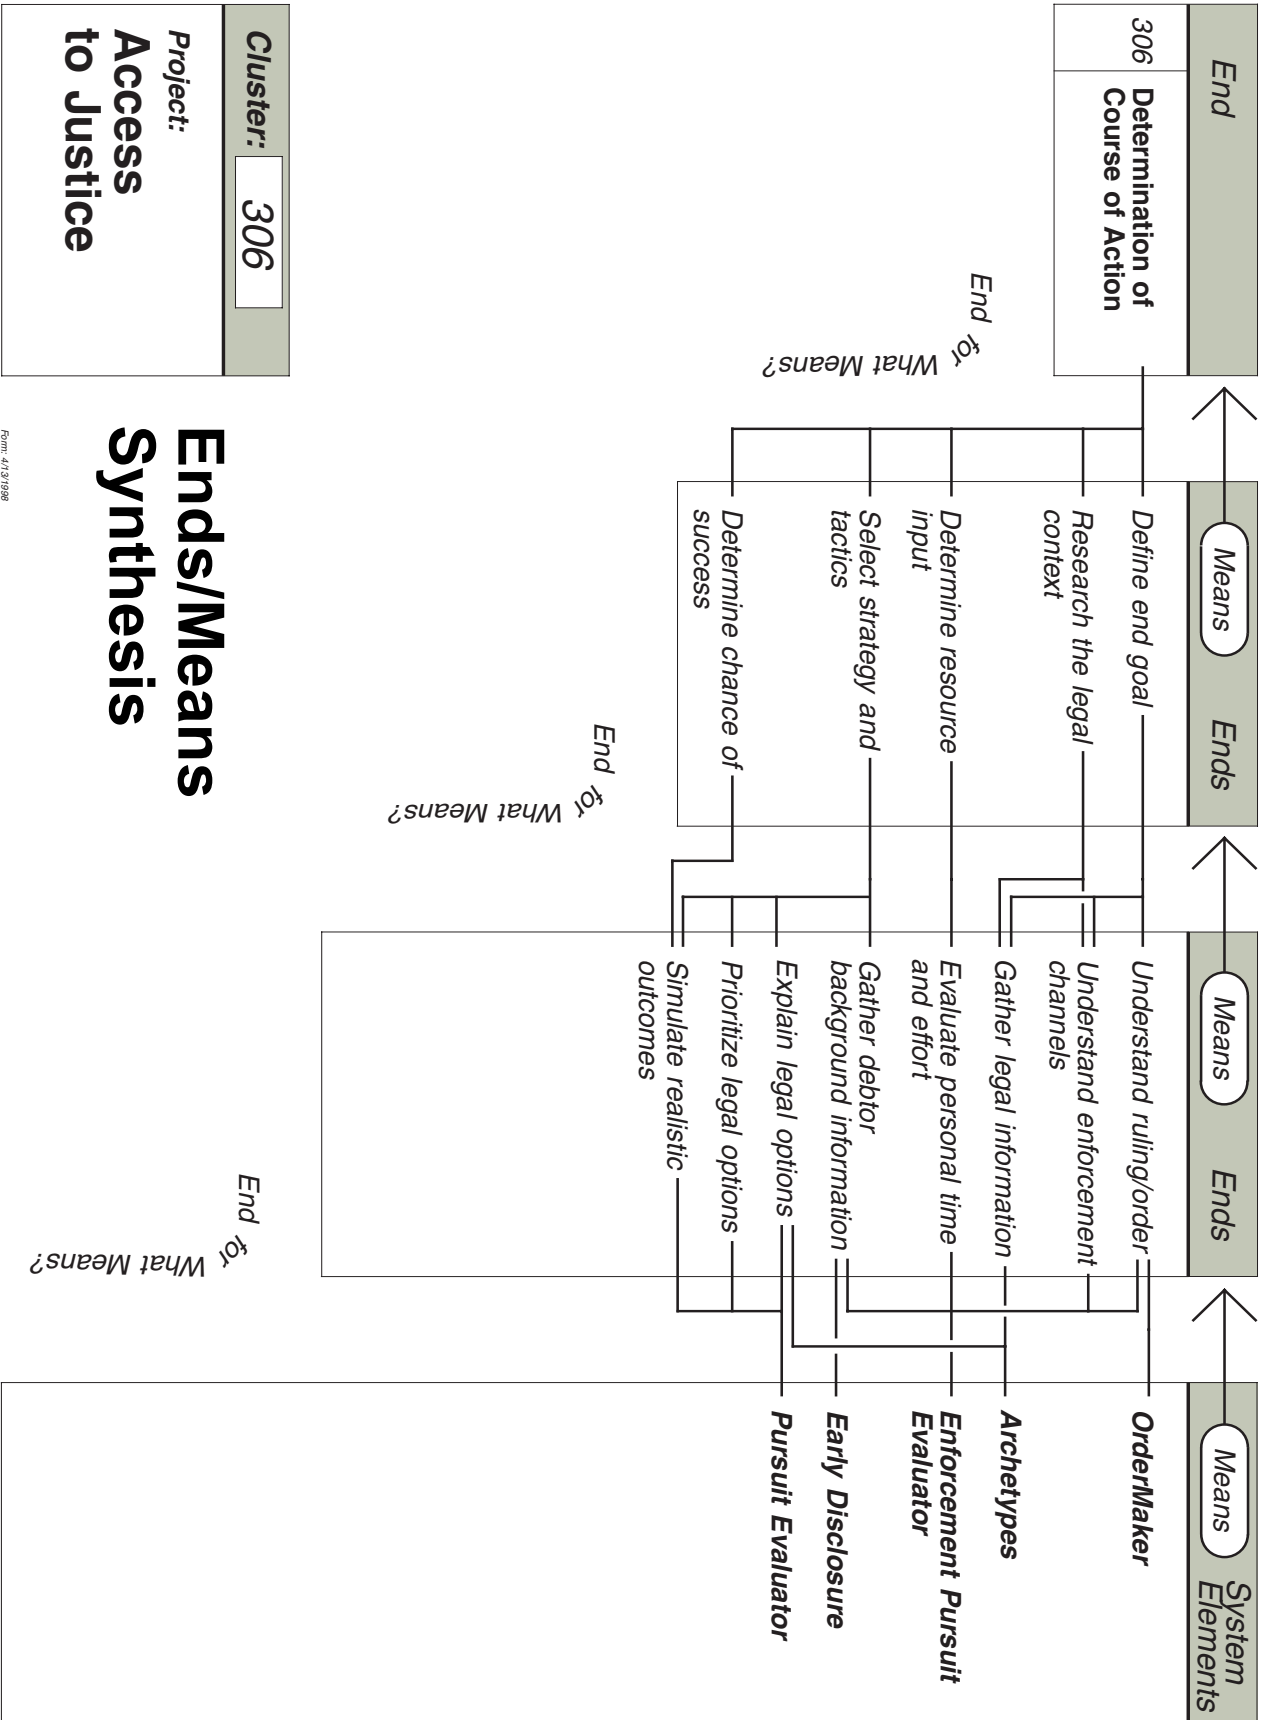 End
306
Determination of
Course of Action
End for What Means?
Means
Ends
Define end goal
Research the legal
context
Determine resource
input
Select strategy and
tactics
Determine chance of
success
End for What Means?
Means
Ends
Understand ruling/order
Understand enforcement
channels
Gather legal information
Evaluate personal time
and effort
Gather debtor
background information
Explain legal options
Prioritize legal options
Simulate realistic
outcomes
End for What Means?
Means
System
Elements
OrderMaker
Archetypes
Enforcement Pursuit
Evaluator
Early Disclosure
Pursuit Evaluator
Cluster: 306
Project:
Access
to Justice
Ends/Means
Synthesis
Form: 4/13/1998